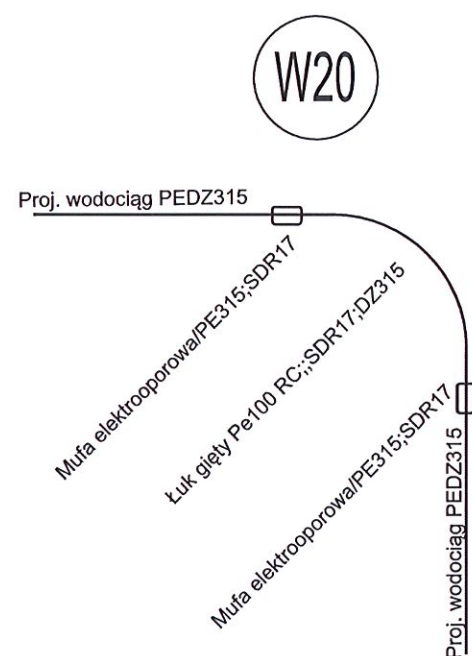 W20
Proj. wodociąg PEDZ315
Mufa elektrooporowa/PE315;SDR17
Łuk gięty Pe100 RC;;SDR17;DZ315
Mufa elektrooporowa/PE315;SDR17
Proj. wodociąg PEDZ315